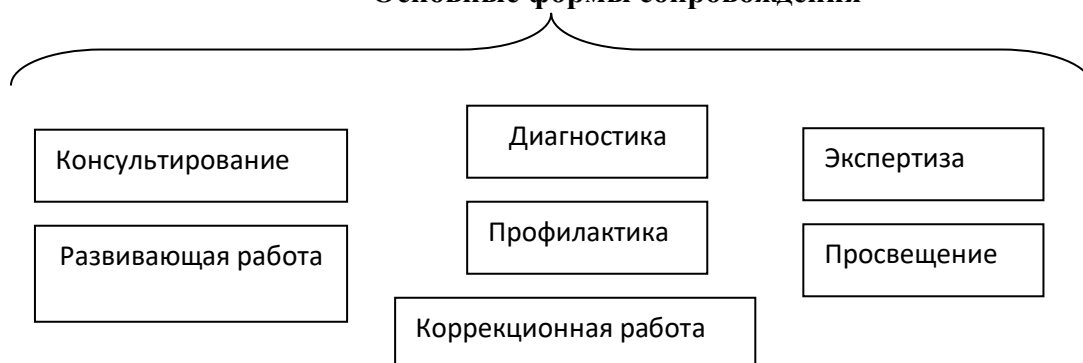 Основные формы сопровождения
Консультирование
Диагностика
Экспертиза
Развивающая работа
Профилактика
Просвещение
Коррекционная работа